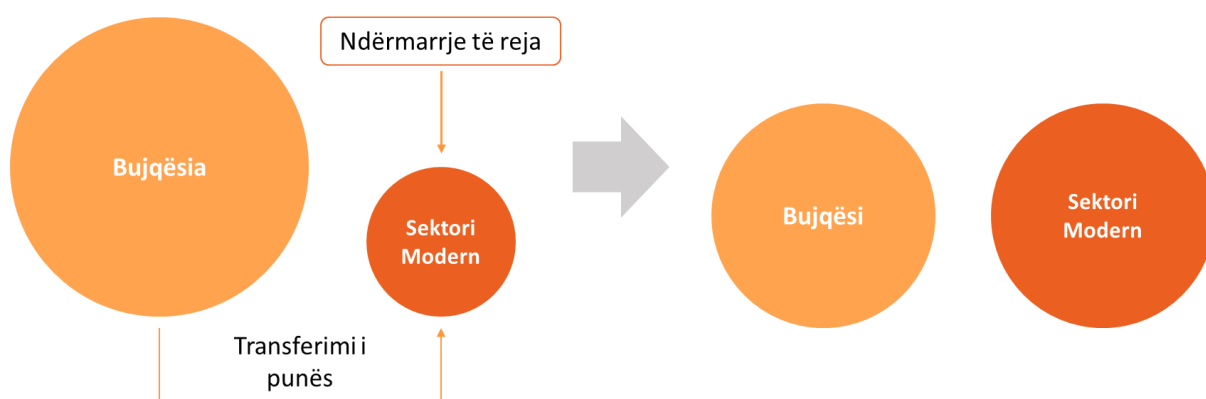 Ndërmarrje të reja
Bujqësia
Sektori
Modern
Transferimi i
punës
Bujqësi
Sektori
Modern